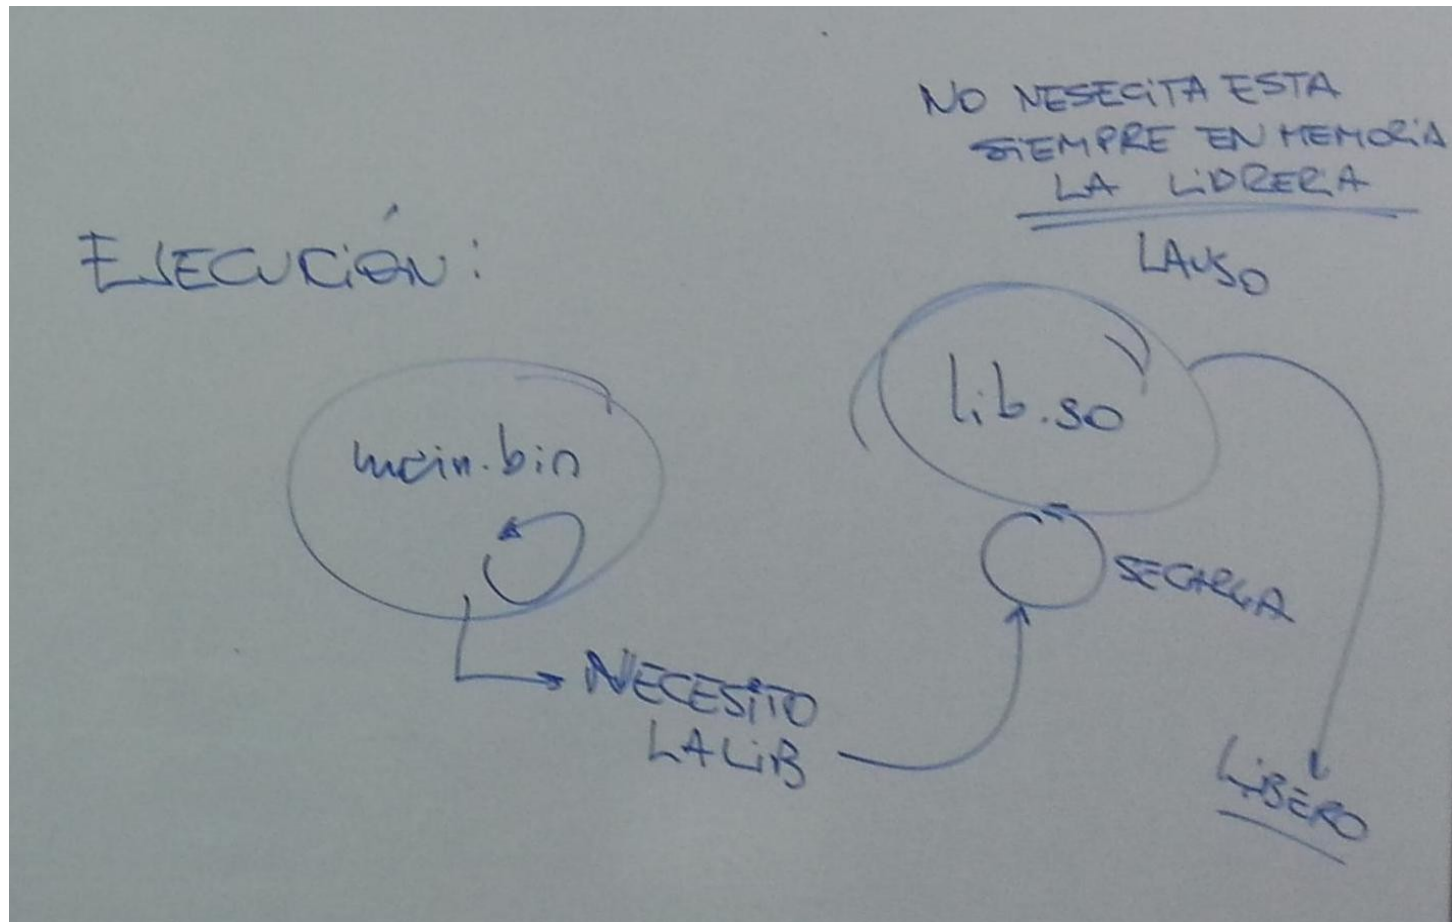 NO NESECITA ESTA
SIEMPRE EN MEMORIA
LA LIDRERIA
LA USO
EJECUCIÓN:
lib.so
main.bin
SE CARGA
NECESITO
LA LIB
LIBERO